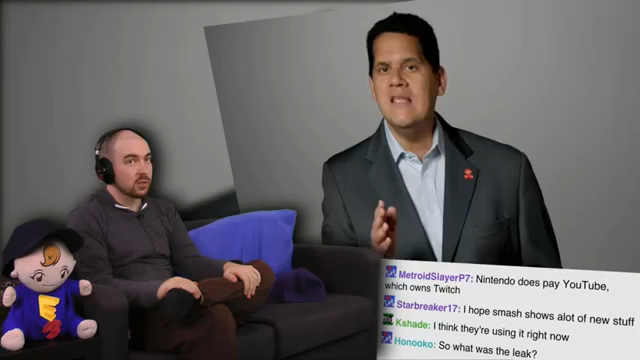 E3
MetroidSlayerP7: Nintendo does pay YouTube,
which owns Twitch
Starbreaker17: I hope smash shows alot of new stuff
Kshade: I think they're using it right now
Honooko: So what was the leak?